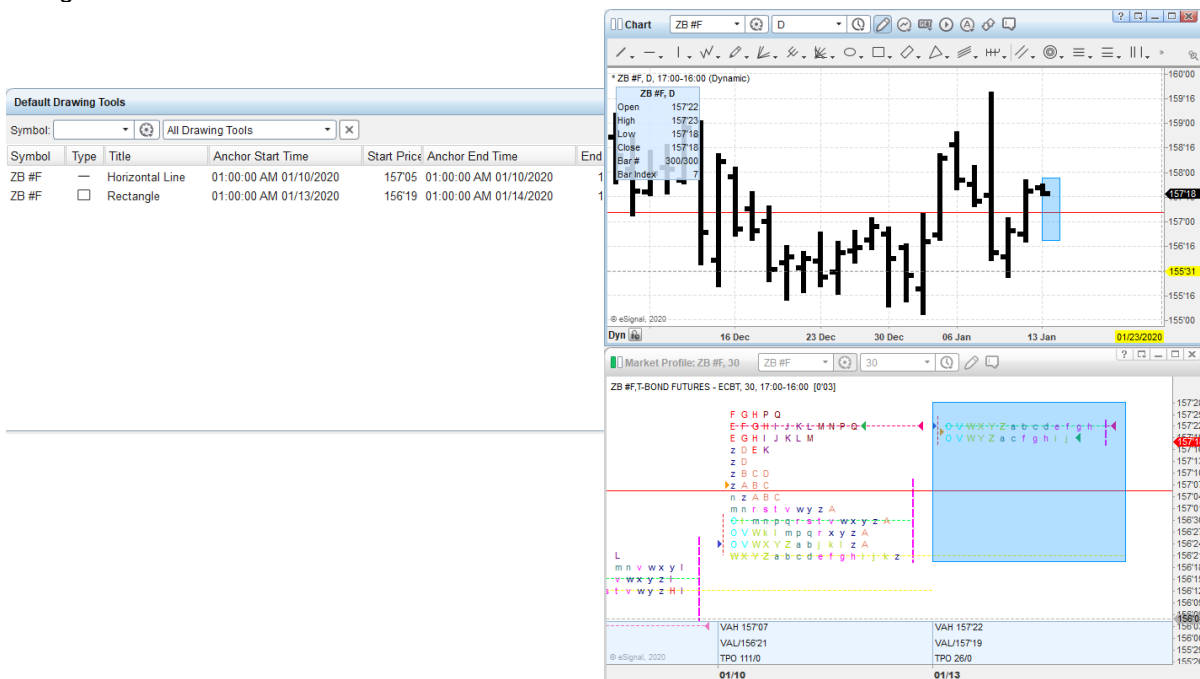 Default Drawing Tools
Symbol: All Drawing Tools
Symbol Type Title Anchor Start Time Start Price Anchor End Time End
ZB #F Horizontal Line 01:00:00 AM 01/10/2020 157'05 01:00:00 AM 01/10/2020 1
ZB #F Rectangle 01:00:00 AM 01/13/2020 156'19 01:00:00 AM 01/14/2020 1
Chart ZB #F D
* ZB #F, D, 17:00-16:00 (Dynamic)
ZB #F, D
Open 157'22
High 157'23
Low 157'18
Close 157'18
Bar # 300/300
Bar Index 7
160'00
159'16
159'00
158'16
158'00
157'18
157'00
156'16
155'31
155'16
155'00
© eSignal, 2020
Dyn 16 Dec 23 Dec 30 Dec 06 Jan 13 Jan 01/23/2020
Market Profile: ZB #F, 30 ZB #F 30
ZB #F,T-BOND FUTURES - ECBT, 30, 17:00-16:00 [0'03]
F G H P Q
E F G H I J K L M N P Q
E G H I J K L M
z D E K
z D
z B C D
z A B C
n z A B C
m n r s t v w y z A
O l m n p q r s t v w x y z A
O V W k l m p q r x y z A
O V W X Y Z a b j k l z A
W X Y Z a b c d e f g h i j k z
L
m n v w x y l
v w x y z l
s t v w y z H I
O V W X Y Z a b c d e f g h i
O V W Y Z a c f g h i j
VAH 157'07
VAL/156'21
TPO 111/0
VAH 157'22
VAL/157'19
TPO 26/0
© eSignal, 2020
01/10 01/13